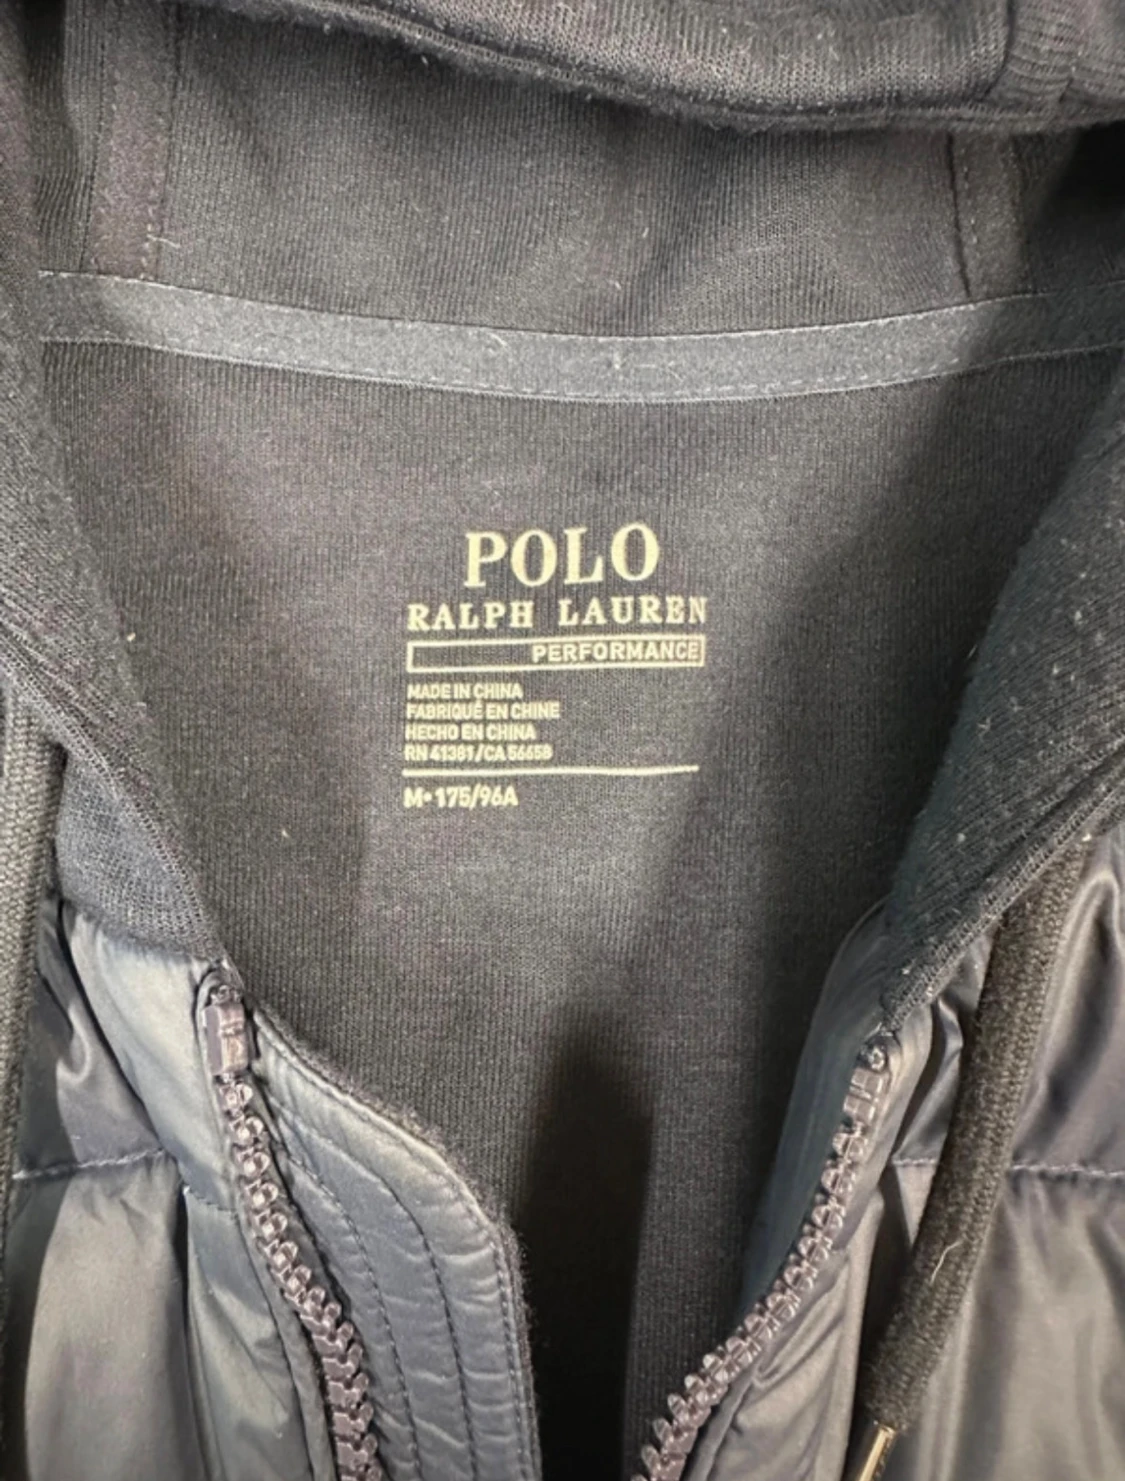 POLO
RALPH LAUREN
PERFORMANCE
MADE IN CHINA
FABRIQUÉ EN CHINE
HECHO EN CHINA
RN 41381/CA 56658
M•175/96A